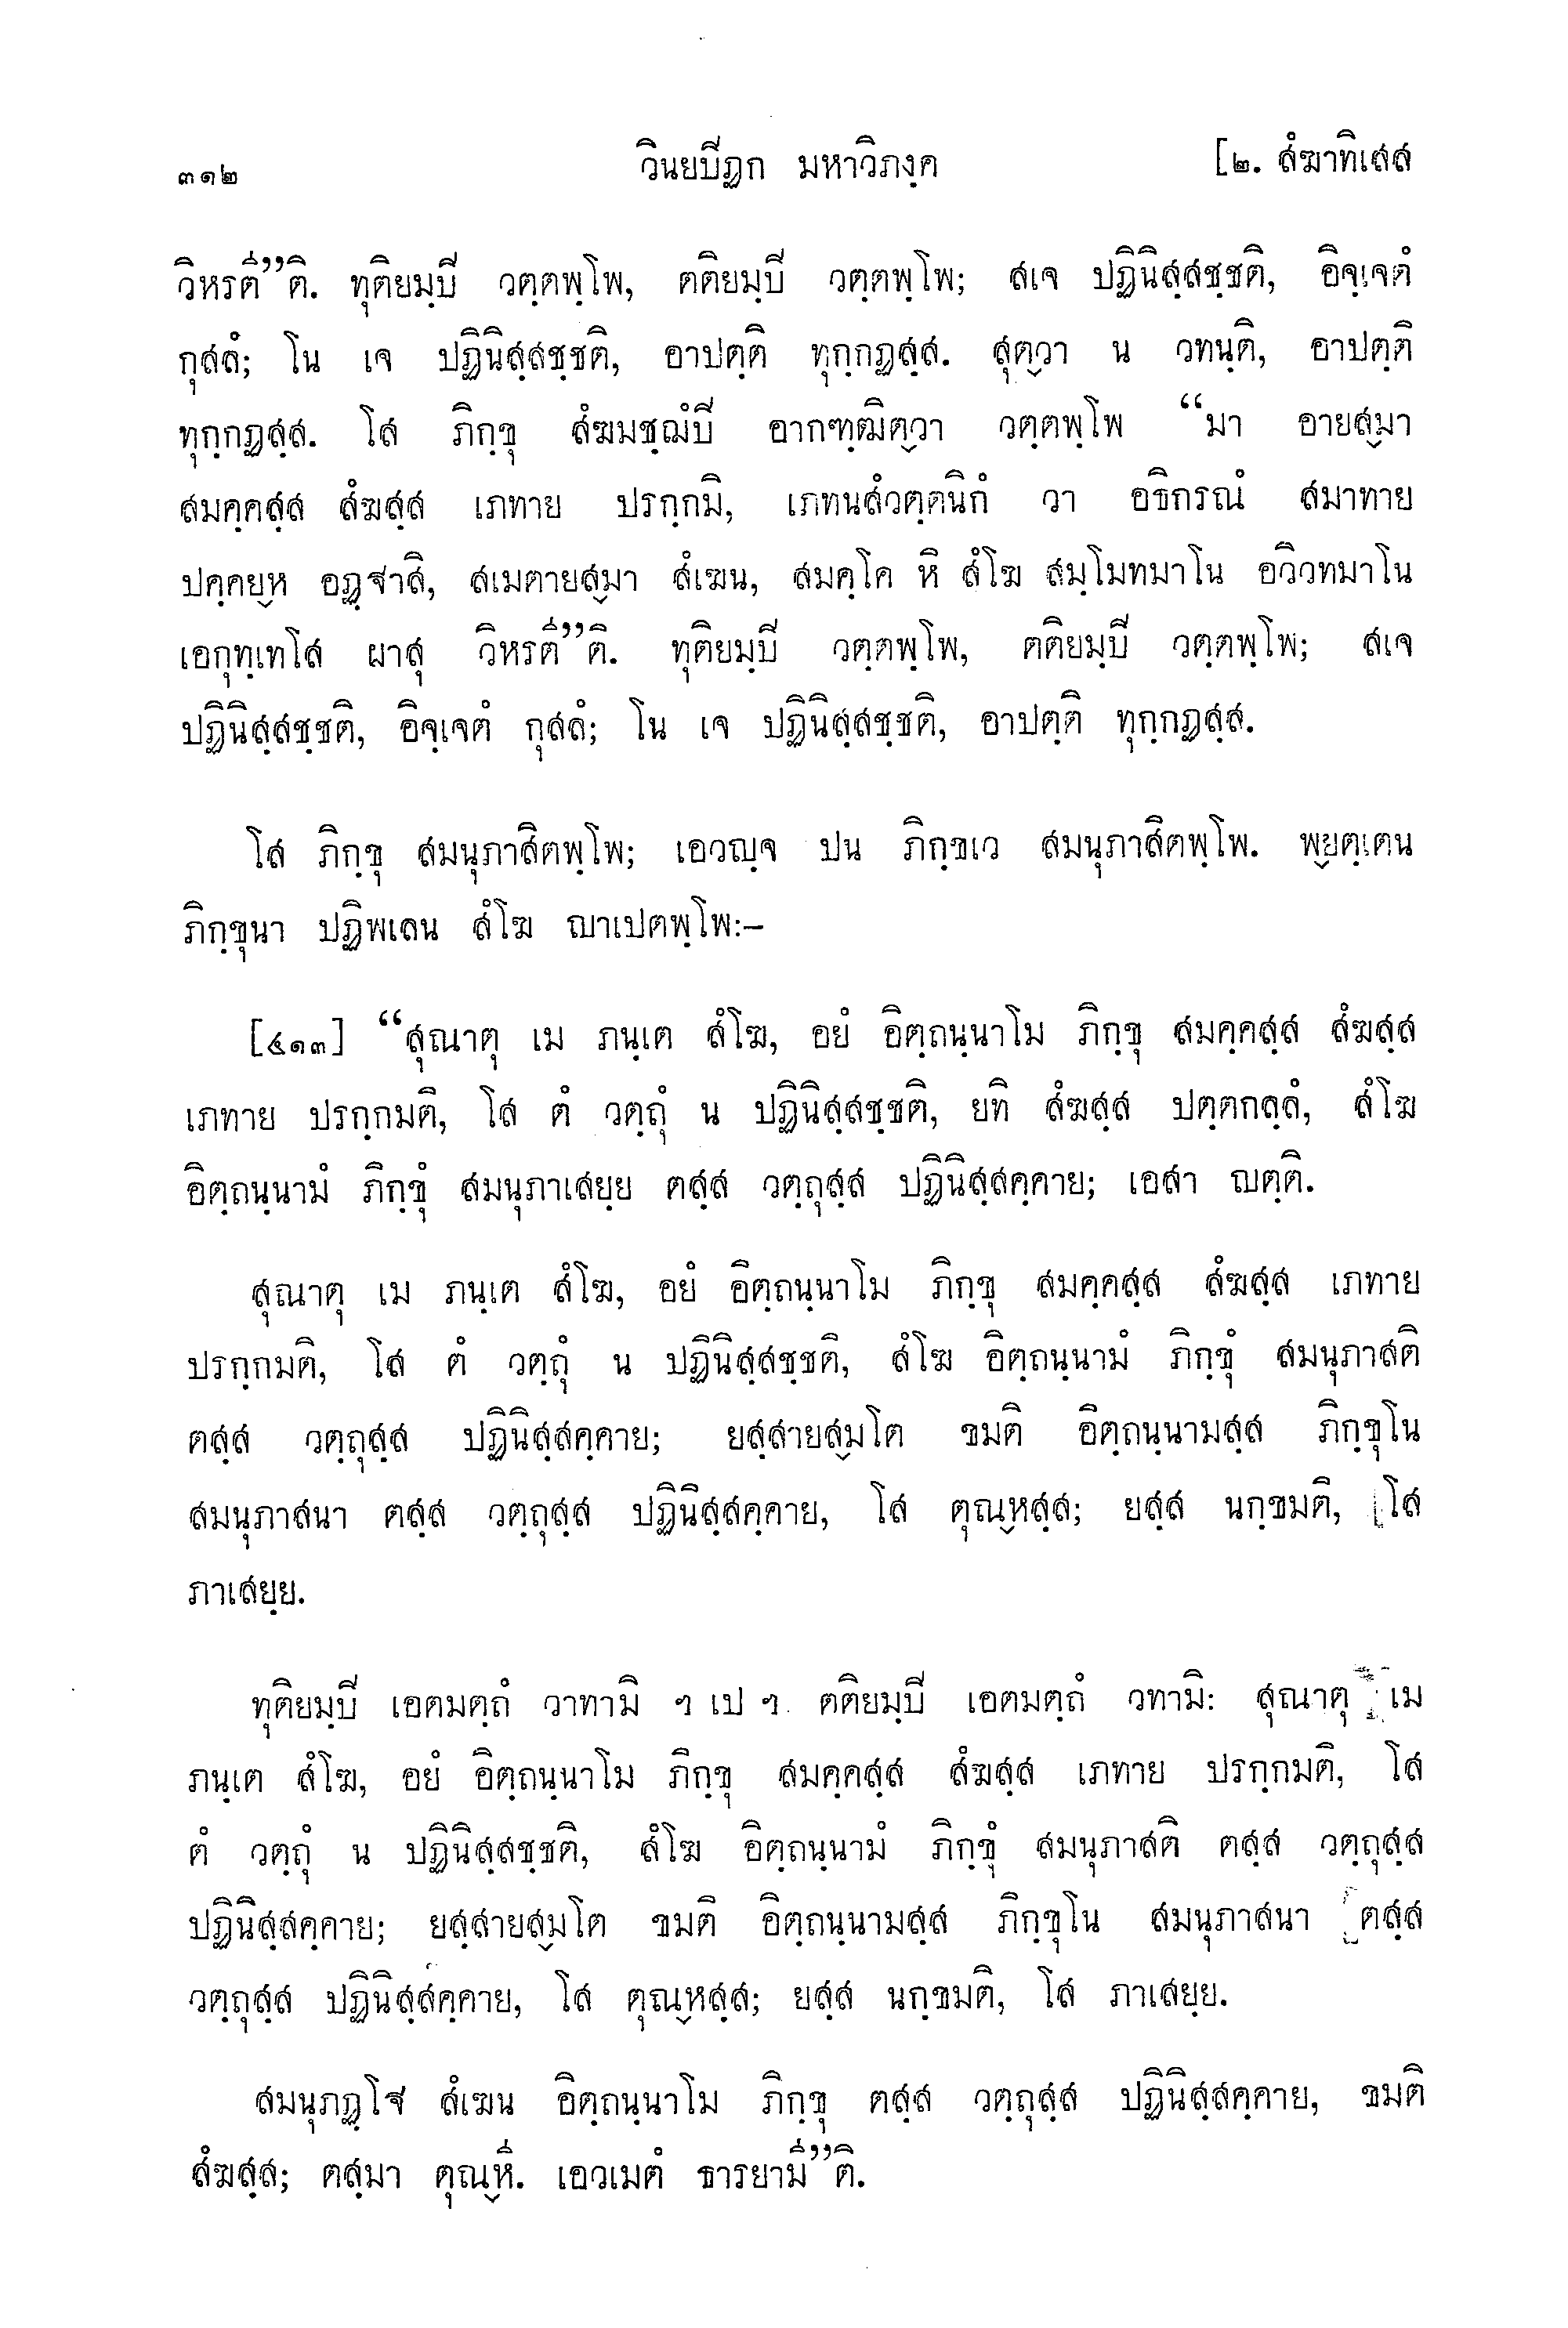 ๓๑๒ วินยปิฏก มหาวิภงฺค [๒. สํฆาทิเสส
วิหรตี”ติ. ทุติยมฺปี วตฺตพฺโพ, ตติยมฺปี วตฺตพฺโพ; สเจ ปฏินิสฺสชฺชติ, อิจฺเจตํ
กุสลํ; โน เจ ปฏินิสฺสชฺชติ, อาปตฺติ ทุกฺกฏสฺส. สุตฺวา น วทนฺติ, อาปตฺติ
ทุกฺกฏสฺส. โส ภิกฺขุ สํฆมชฺฌํปี อากฑฺฒิตฺวา วตฺตพฺโพ “มา อายสฺมา
สมคฺคสฺส สํฆสฺส เภทาย ปรกฺกมิ, เภทนสํวตฺตนิกํ วา อธิกรณํ สมาทาย
ปคฺคยฺห อฏฺฐาสิ, สเมตายสฺมา สํเฆน, สมคฺโค หิ สํโฆ สมฺโมทมาโน อวิวทมาโน
เอกุทฺเทโส ผาสุ วิหรตี”ติ. ทุติยมฺปี วตฺตพฺโพ, ตติยมฺปี วตฺตพฺโพ; สเจ
ปฏินิสฺสชฺชติ, อิจฺเจตํ กุสลํ; โน เจ ปฏินิสฺสชฺชติ, อาปตฺติ ทุกฺกฏสฺส.
โส ภิกฺขุ สมนุภาสิตพฺโพ; เอวญฺจ ปน ภิกฺขเว สมนุภาสิตพฺโพ. พฺยตฺเตน
ภิกฺขุนา ปฏิพเลน สํโฆ ญาเปตพฺโพ:–
[๔๑๓] “สุณาตุ เม ภนฺเต สํโฆ, อยํ อิตฺถนฺนาโม ภิกฺขุ สมคฺคสฺส สํฆสฺส
เภทาย ปรกฺกมติ, โส ตํ วตฺถุํ น ปฏินิสฺสชฺชติ, ยทิ สํฆสฺส ปตฺตกลฺลํ, สํโฆ
อิตฺถนฺนามํ ภิกฺขุํ สมนุภาเสยฺย ตสฺส วตฺถุสฺส ปฏินิสฺสคฺคาย; เอสา ญตฺติ.
สุณาตุ เม ภนฺเต สํโฆ, อยํ อิตฺถนฺนาโม ภิกฺขุ สมคฺคสฺส สํฆสฺส เภทาย
ปรกฺกมติ, โส ตํ วตฺถุํ น ปฏินิสฺสชฺชติ, สํโฆ อิตฺถนฺนามํ ภิกฺขุํ สมนุภาสติ
ตสฺส วตฺถุสฺส ปฏินิสฺสคฺคาย; ยสฺสายสฺมโต ขมติ อิตฺถนฺนามสฺส ภิกฺขุโน
สมนุภาสนา ตสฺส วตฺถุสฺส ปฏินิสฺสคฺคาย, โส ตุณฺหสฺส; ยสฺส นกฺขมติ, โส
ภาเสยฺย.
ทุติยมฺปี เอตมตฺถํ วาทามิ ฯ เป ฯ ตติยมฺปี เอตมตฺถํ วทามิ: สุณาตุ เม
ภนฺเต สํโฆ, อยํ อิตฺถนฺนาโม ภิกฺขุ สมคฺคสฺส สํฆสฺส เภทาย ปรกฺกมติ, โส
ตํ วตฺถุํ น ปฏินิสฺสชฺชติ, สํโฆ อิตฺถนฺนามํ ภิกฺขุํ สมนุภาสติ ตสฺส วตฺถุสฺส
ปฏินิสฺสคฺคาย; ยสฺสายสฺมโต ขมติ อิตฺถนฺนามสฺส ภิกฺขุโน สมนุภาสนา ตสฺส
วตฺถุสฺส ปฏินิสฺสคฺคาย, โส ตุณฺหสฺส; ยสฺส นกฺขมติ, โส ภาเสยฺย.
สมนุภฏฺโฐ สํเฆน อิตฺถนฺนาโม ภิกฺขุ ตสฺส วตฺถุสฺส ปฏินิสฺสคฺคาย, ขมติ
สํฆสฺส; ตสฺมา ตุณฺหี. เอวเมตํ ธารยามี”ติ.